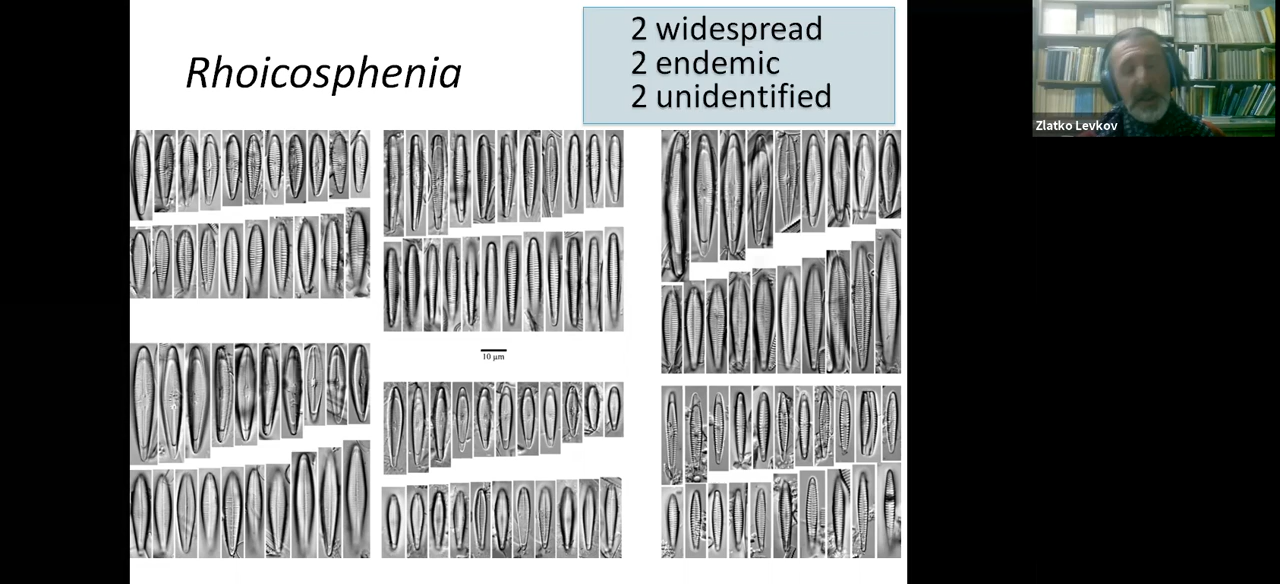 Rhoicosphenia
2 widespread
2 endemic
2 unidentified
Zlatko Levkov
10 µm